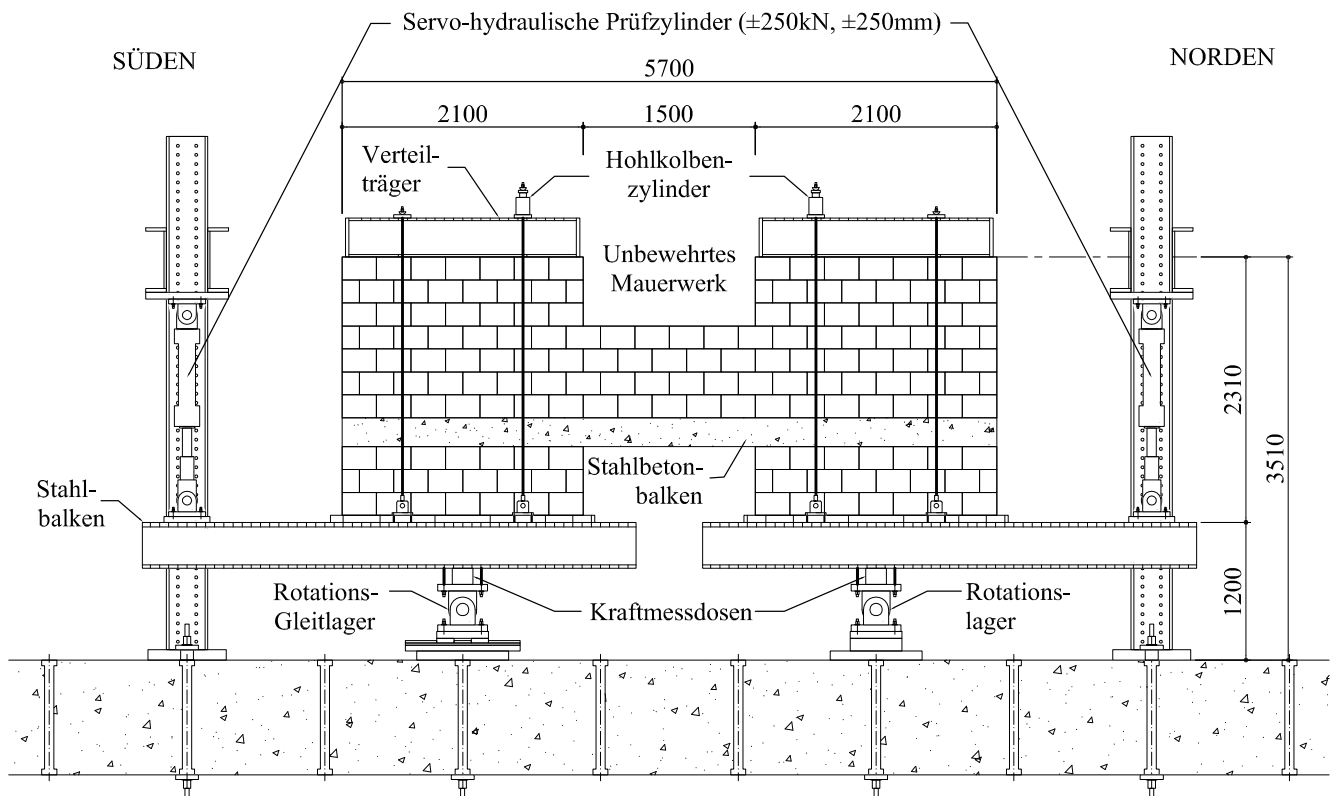 Servo-hydraulische Prüfzylinder (±250kN, ±250mm)
SÜDEN
NORDEN
5700
2100
1500
2100
Verteil-
träger
Hohlkolben-
zylinder
Unbewehrtes
Mauerwerk
2310
3510
Stahlbeton-
balken
Stahl-
balken
Rotations-
Gleitlager
Kraftmessdosen
Rotations-
lager
1200